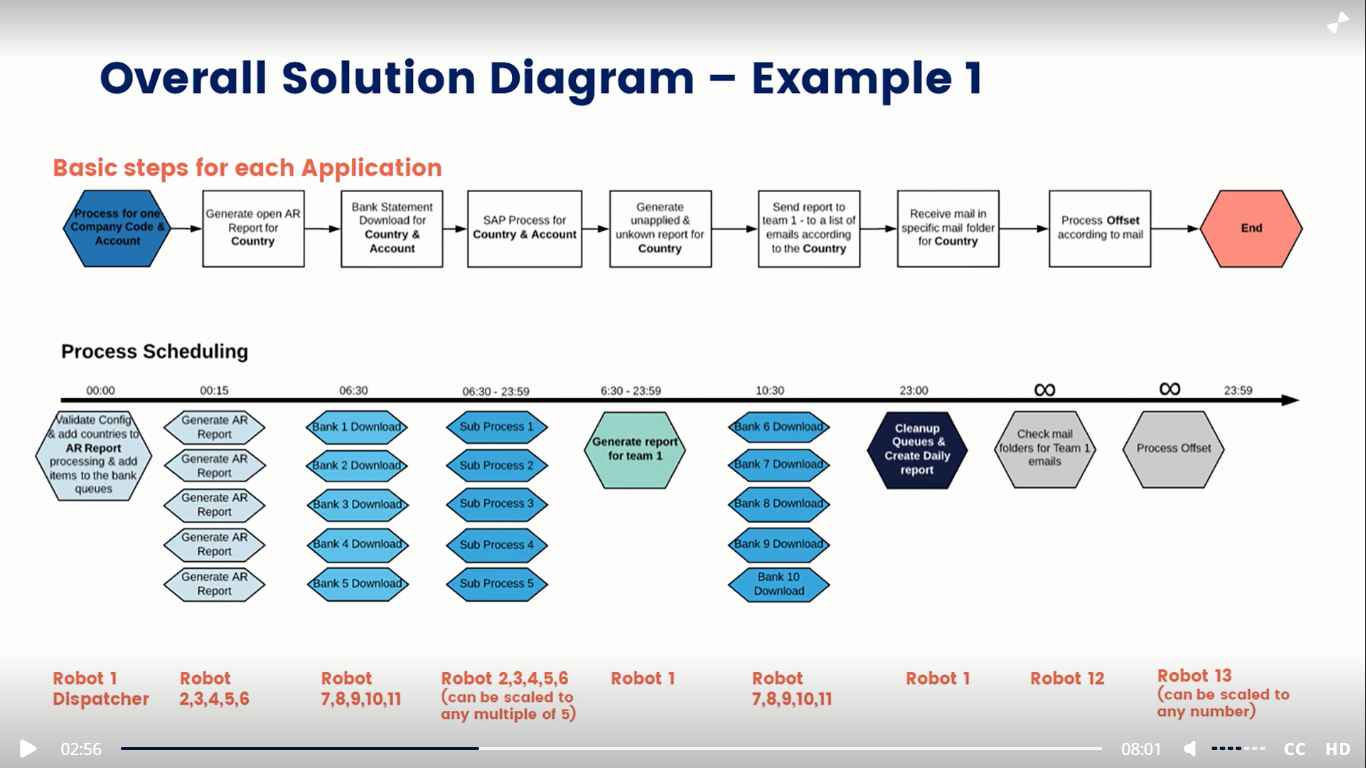 Overall Solution Diagram – Example 1
Basic steps for each Application
Process for one
Company Code &
Account
Generate open AR
Report for
Country
Bank Statement
Download for
Country &
Account
SAP Process for
Country & Account
Generate
unapplied &
unkown report for
Country
Send report to
team 1 - to a list of
emails according
to the Country
Receive mail in
specific mail folder
for Country
Process Offset
according to mail
End
Process Scheduling
00:00
00:15
06:30
06:30 - 23:59
6:30 - 23:59
10:30
23:00
∞
∞
23:59
Validate Config
& add countries to
AR Report
processing & add
items to the bank
queues
Generate AR
Report
Generate AR
Report
Generate AR
Report
Generate AR
Report
Generate AR
Report
Bank 1 Download
Bank 2 Download
Bank 3 Download
Bank 4 Download
Bank 5 Download
Sub Process 1
Sub Process 2
Sub Process 3
Sub Process 4
Sub Process 5
Generate report
for team 1
Bank 6 Download
Bank 7 Download
Bank 8 Download
Bank 9 Download
Bank 10
Download
Cleanup
Queues &
Create Daily
report
Check mail
folders for Team 1
emails
Process Offset
Robot 1
Dispatcher
Robot
2,3,4,5,6
Robot
7,8,9,10,11
Robot 2,3,4,5,6
(can be scaled to
any multiple of 5)
Robot 1
Robot
7,8,9,10,11
Robot 1
Robot 12
Robot 13
(can be scaled to
any number)
02:56
08:01
CC
HD